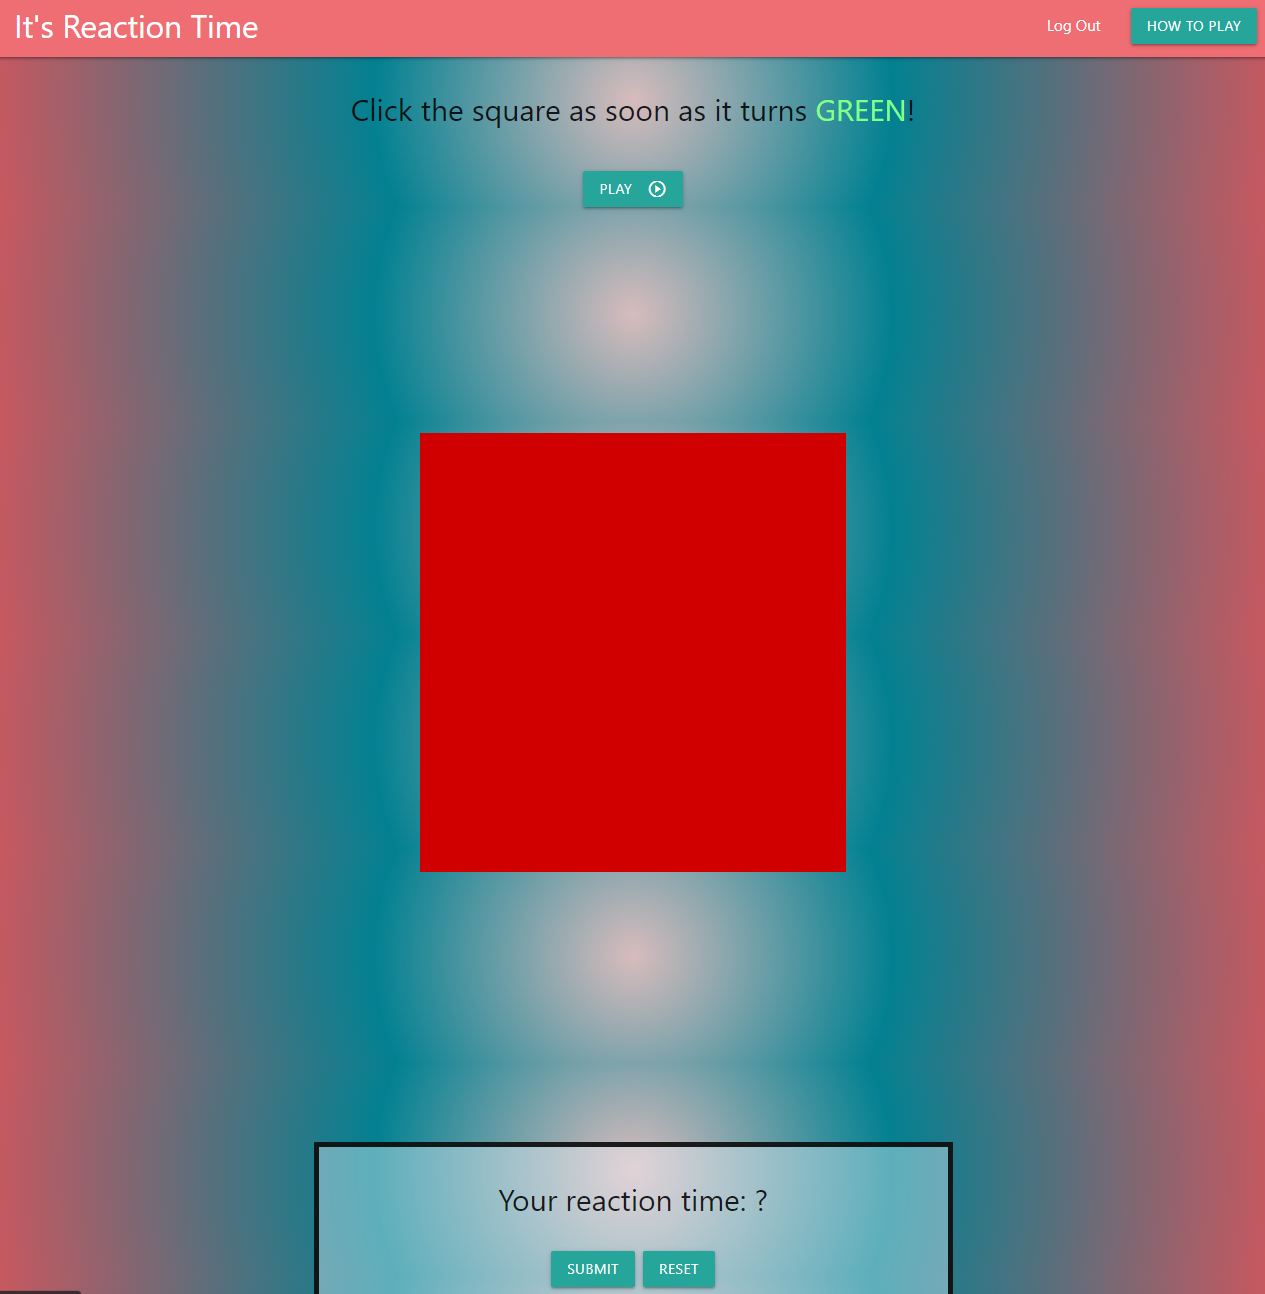 It's Reaction Time
Log Out
HOW TO PLAY
Click the square as soon as it turns GREEN!
PLAY
Your reaction time: ?
SUBMIT
RESET